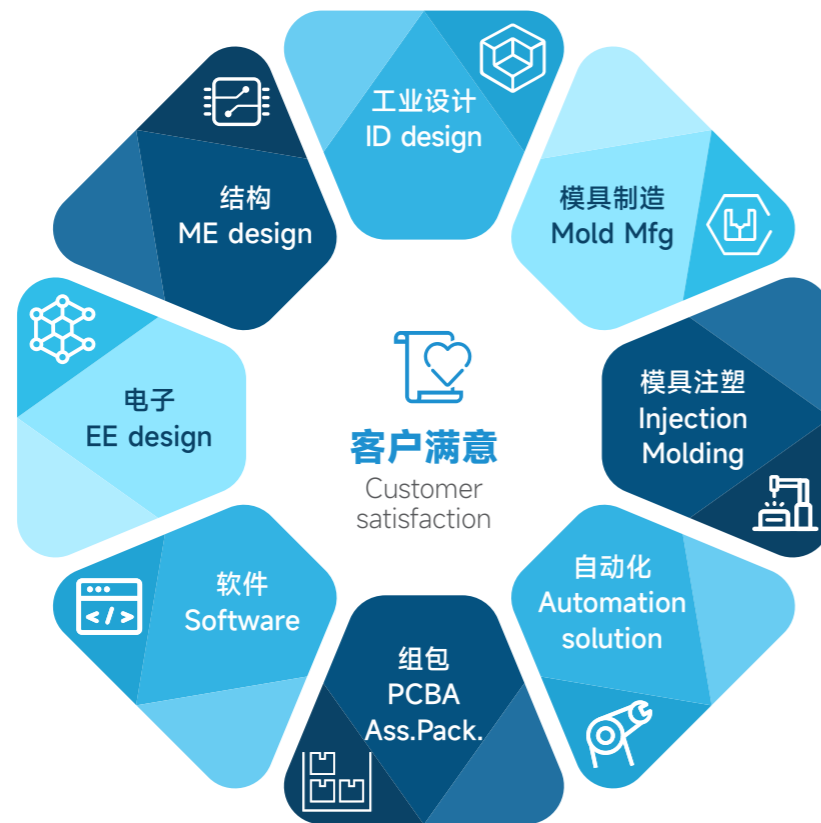 工业设计
ID design
模具制造
Mold Mfg
模具注塑
Injection
Molding
自动化
Automation
solution
组包
PCBA
Ass.Pack.
软件
Software
电子
EE design
结构
ME design
客户满意
Customer
satisfaction